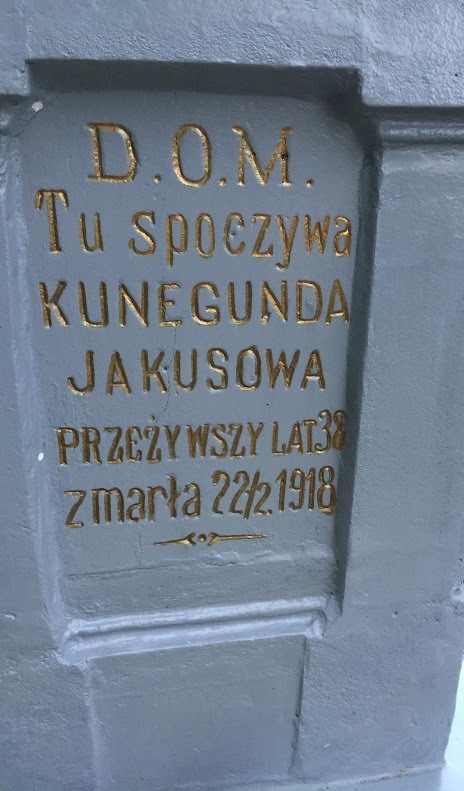 D.O.M.
Tu spoczywa
KUNEGUNDA
JAKUSOWA
PRZEŻYWSZY LAT 38
zmarła 22/2. 1918